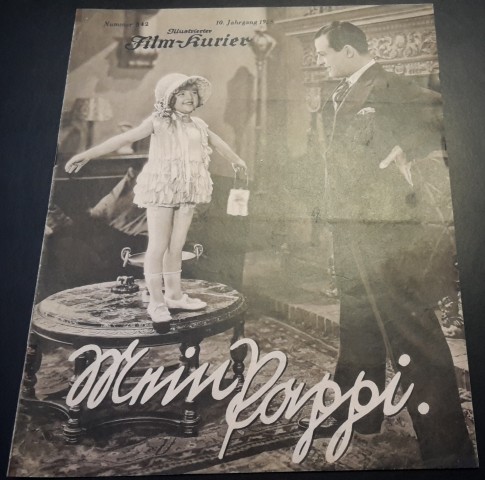 Nummer
10. Jahrgang
Illustrierter
Film-Kurier
Mein Pappi.